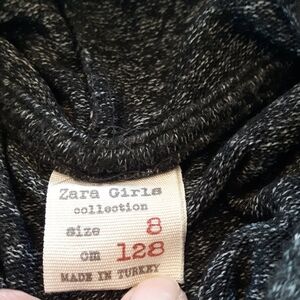 Zara Girls
collection
size 8
cm 128
MADE IN TURKEY